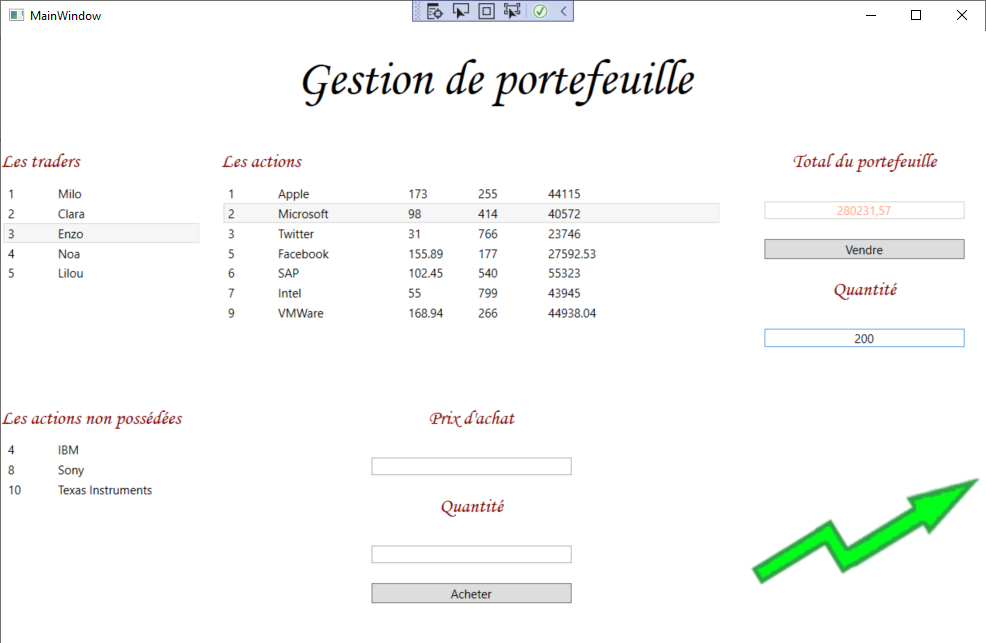 MainWindow
Gestion de portefeuille
Les traders
1 Milo
2 Clara
3 Enzo
4 Noa
5 Lilou
Les actions
1 Apple 173 255 44115
2 Microsoft 98 414 40572
3 Twitter 31 766 23746
5 Facebook 155.89 177 27592.53
6 SAP 102.45 540 55323
7 Intel 55 799 43945
9 VMWare 168.94 266 44938.04
Total du portefeuille
280231,57
Vendre
Quantité
200
Les actions non possédées
4 IBM
8 Sony
10 Texas Instruments
Prix d'achat
Quantité
Acheter